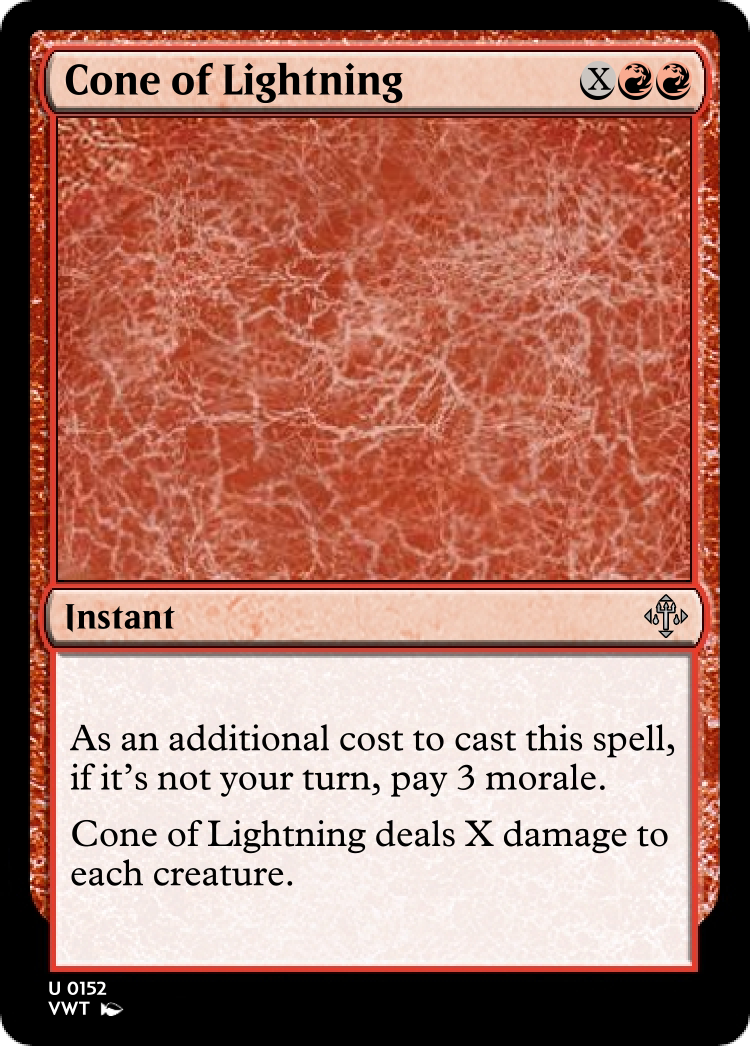 Cone of Lightning X
Instant
As an additional cost to cast this spell,
if it's not your turn, pay 3 morale.
Cone of Lightning deals X damage to
each creature.
U 0152
VWT